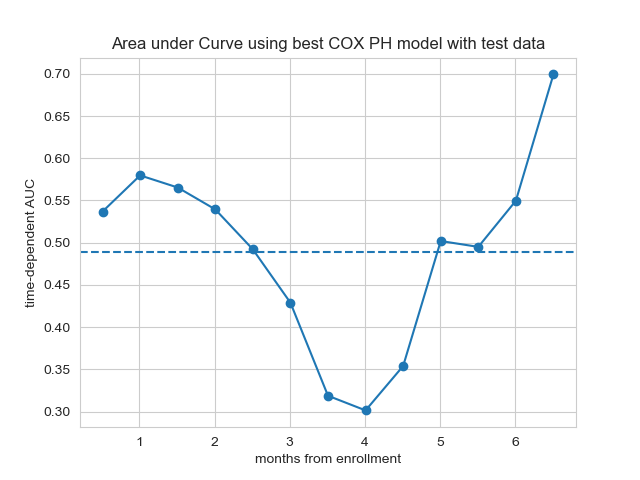 Area under Curve using best COX PH model with test data
time-dependent AUC
0.70
0.65
0.60
0.55
0.50
0.45
0.40
0.35
0.30
1 2 3 4 5 6
months from enrollment